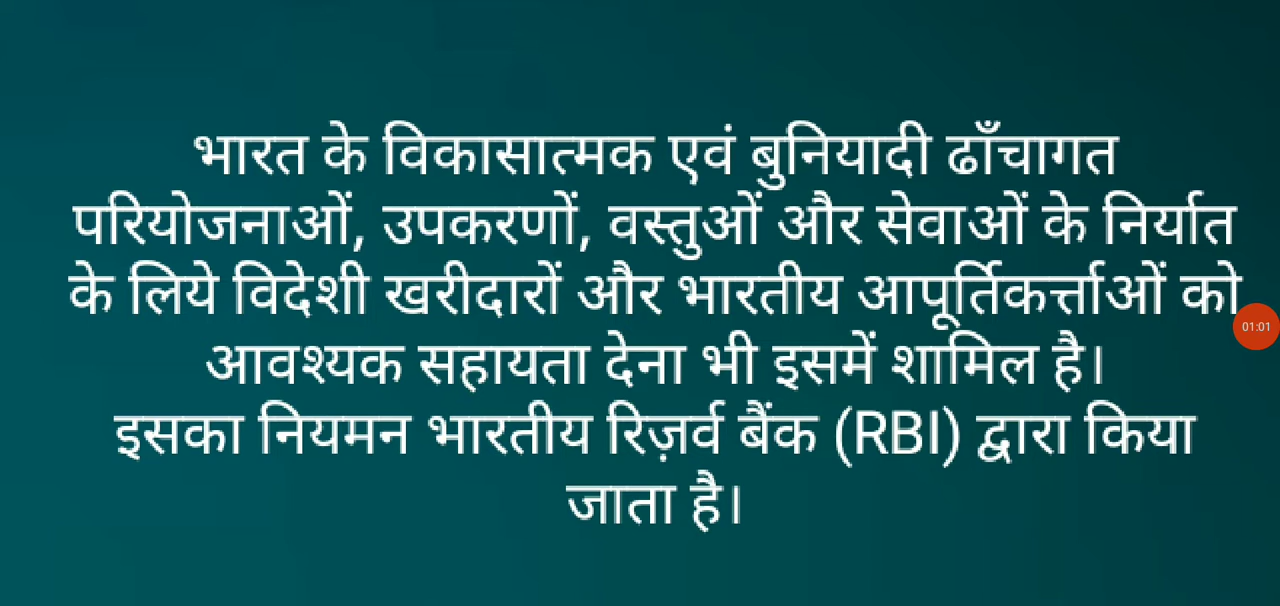 भारत के विकासात्मक एवं बुनियादी ढाँचागत
परियोजनाओं, उपकरणों, वस्तुओं और सेवाओं के निर्यात
के लिये विदेशी खरीदारों और भारतीय आपूर्तिकर्त्ताओं को
01:01
आवश्यक सहायता देना भी इसमें शामिल है।
इसका नियमन भारतीय रिज़र्व बैंक (RBI) द्वारा किया
जाता है।